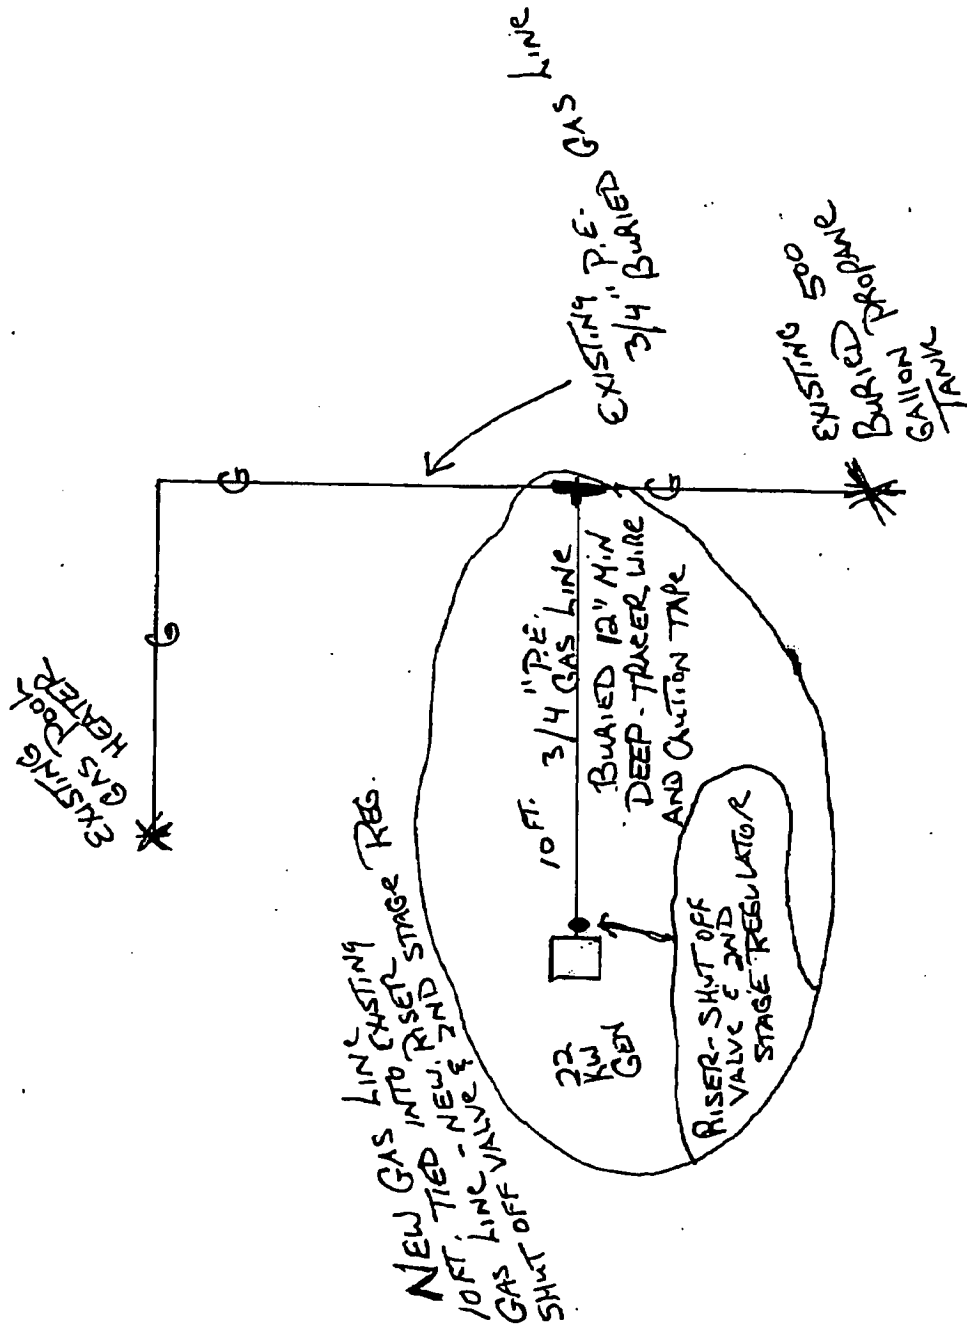 NEW GAS LINE
10 FT. TIED INTO EXISTING
GAS LINE - NEW RISER
SHUT OFF VALVE & 2ND STAGE REG
EXISTING
GAS POOL
HEATER
G
G
G
EXISTING P.E.
3/4" BURIED GAS LINE
EXISTING 500
BURIED PROPANE
GALLON
TANK
10 FT. 3/4" P.E. GAS LINE
BURIED 12" MIN
DEEP - TRACER WIRE
AND CAUTION TAPE
22
KW
GEN
RISER - SHUT OFF
VALVE & 2ND
STAGE REGULATOR